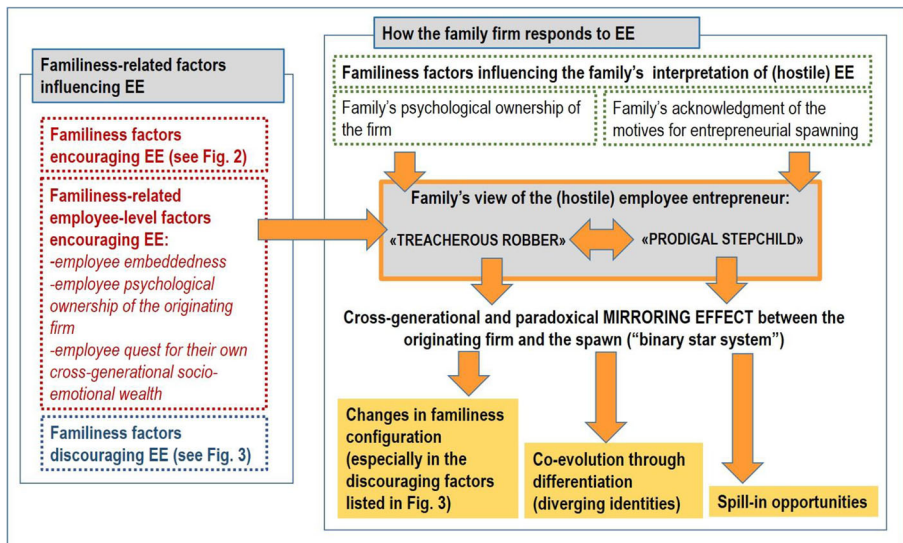 Familiness-related factors
influencing EE
Familiness factors
encouraging EE (see Fig. 2)
Familiness-related
employee-level factors
encouraging EE:
-employee embeddedness
-employee psychological
ownership of the originating
firm
-employee quest for their own
cross-generational socio-
emotional wealth
Familiness factors
discouraging EE (see Fig. 3)
How the family firm responds to EE
Familiness factors influencing the family's interpretation of (hostile) EE
Family's psychological ownership of
the firm
Family's acknowledgment of the
motives for entrepreneurial spawning
Family's view of the (hostile) employee entrepreneur:
«TREACHEROUS ROBBER»
«PRODIGAL STEPCHILD»
Cross-generational and paradoxical MIRRORING EFFECT between the
originating firm and the spawn ("binary star system")
Changes in familiness
configuration
(especially in the
discouraging factors
listed in Fig. 3)
Co-evolution through
differentiation
(diverging identities)
Spill-in opportunities